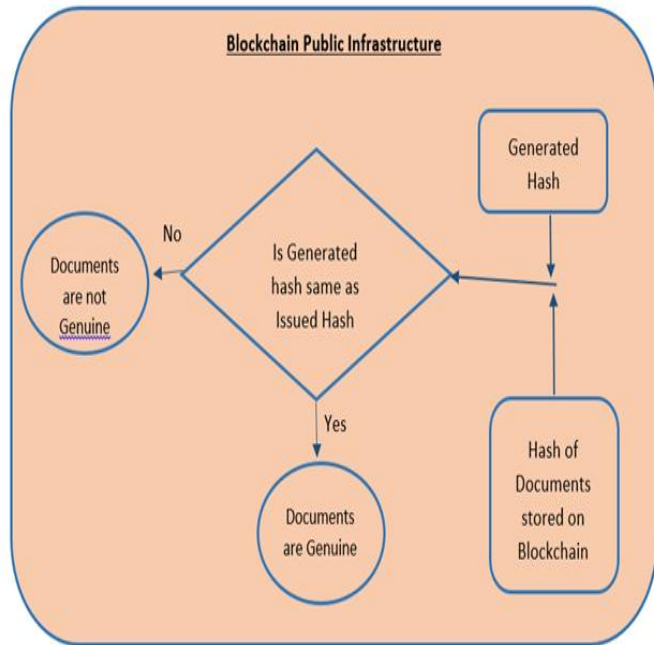 Blockchain Public Infrastructure
Generated
Hash
No
Is Generated
hash same as
Issued Hash
Documents
are not
Genuine
Yes
Documents
are Genuine
Hash of
Documents
stored on
Blockchain